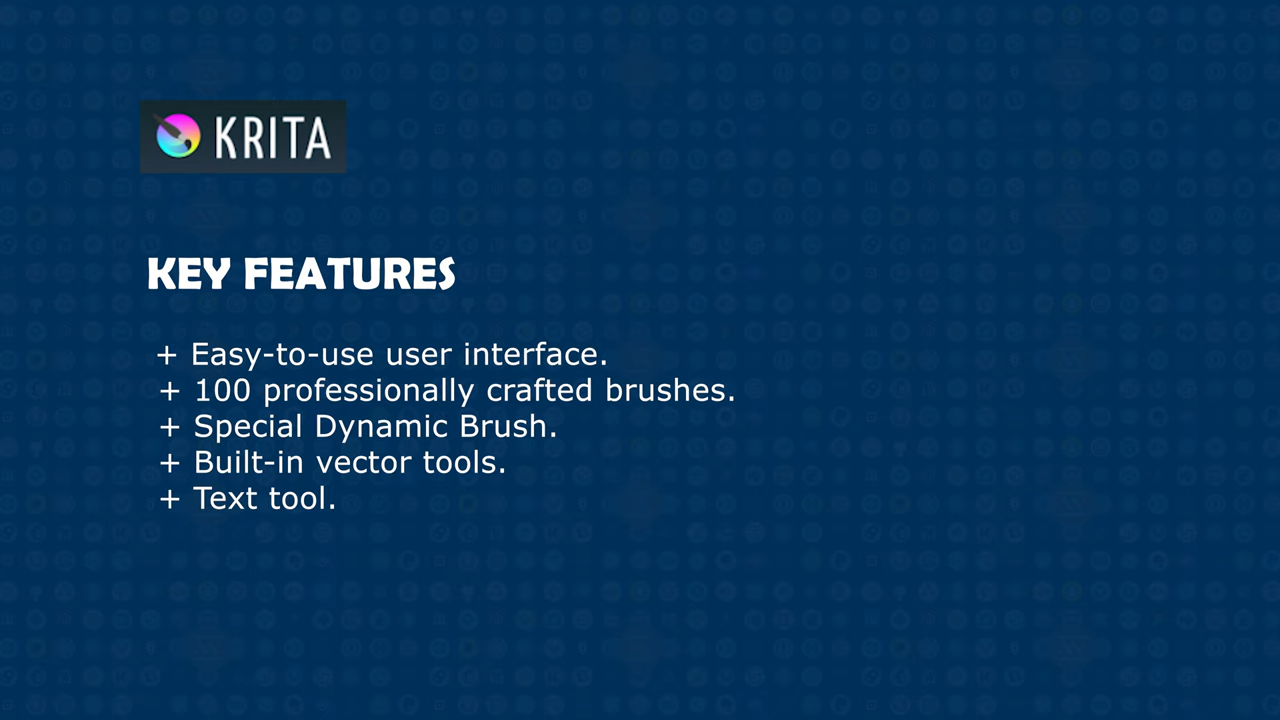 KRITA
KEY FEATURES
+ Easy-to-use user interface.
+ 100 professionally crafted brushes.
+ Special Dynamic Brush.
+ Built-in vector tools.
+ Text tool.